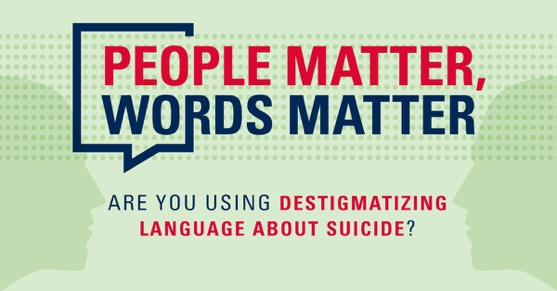 PEOPLE MATTER,
WORDS MATTER
ARE YOU USING DESTIGMATIZING
LANGUAGE ABOUT SUICIDE?